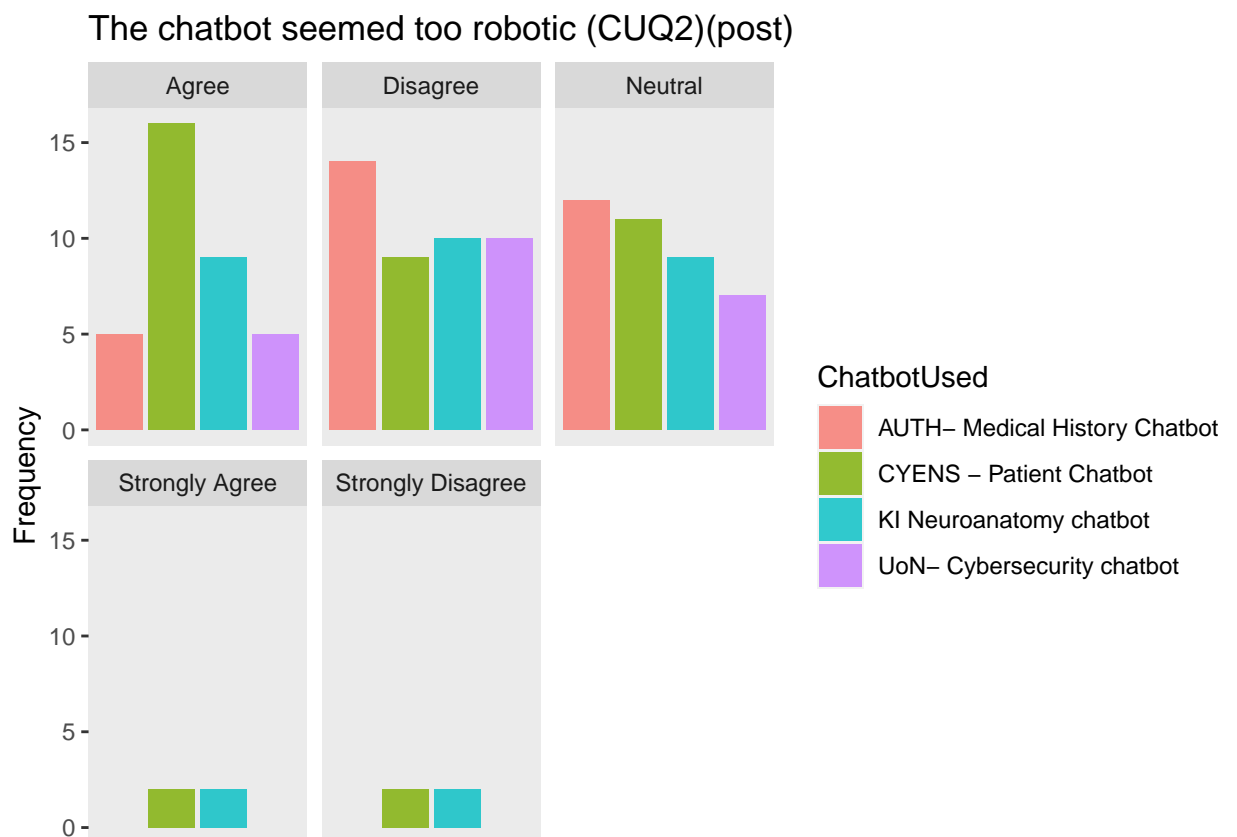 The chatbot seemed too robotic (CUQ2)(post)
Agree
Disagree
Neutral
15
10
5
0
Strongly Agree
Strongly Disagree
15
10
5
0
Frequency
ChatbotUsed
AUTH− Medical History Chatbot
CYENS − Patient Chatbot
KI Neuroanatomy chatbot
UoN− Cybersecurity chatbot